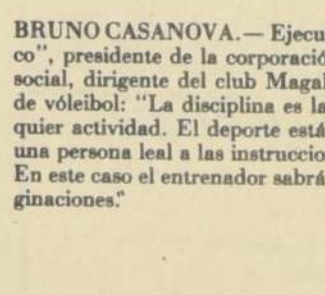 BRUNO CASANOVA.— Ejecu
co", presidente de la corporació
social, dirigente del club Magal
de vóleibol: "La disciplina es la
quier actividad. El deporte está
una persona leal a las instruccio
En este caso el entrenador sabrá
ginaciones."